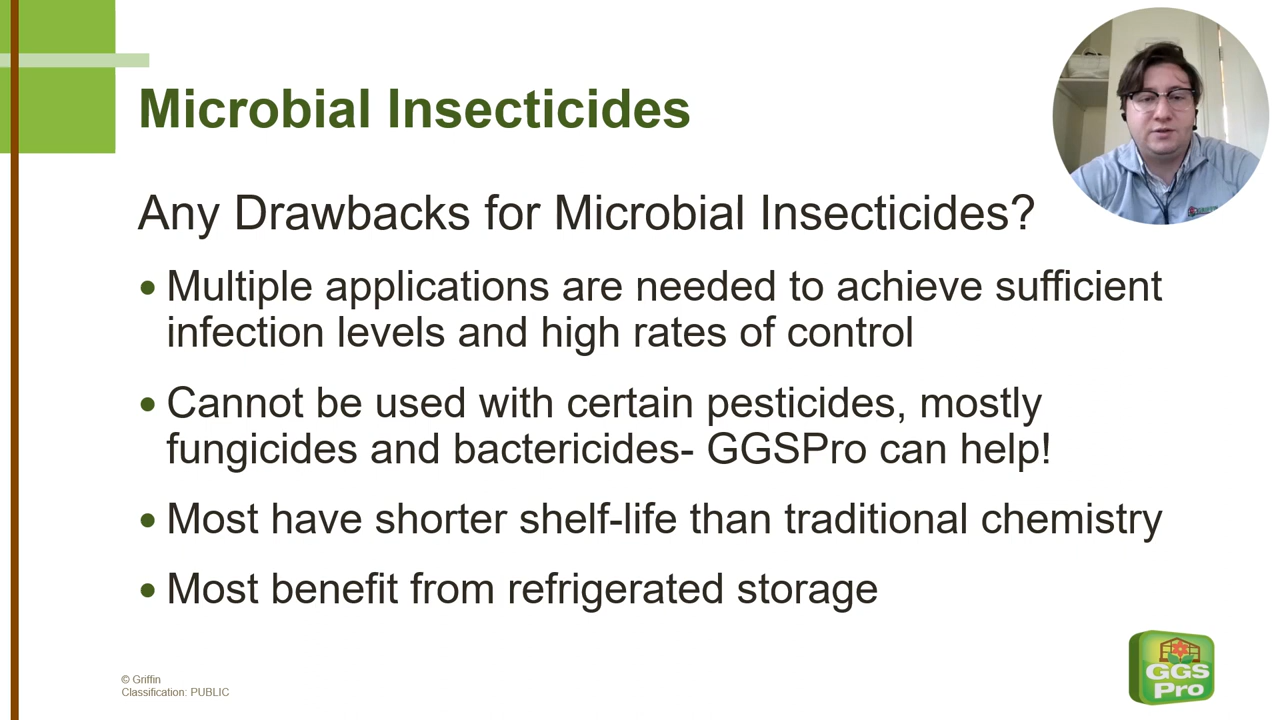 Microbial Insecticides
Any Drawbacks for Microbial Insecticides?
• Multiple applications are needed to achieve sufficient
infection levels and high rates of control
• Cannot be used with certain pesticides, mostly
fungicides and bactericides- GGSPro can help!
• Most have shorter shelf-life than traditional chemistry
• Most benefit from refrigerated storage
© Griffin
Classification: PUBLIC
GGS
Pro